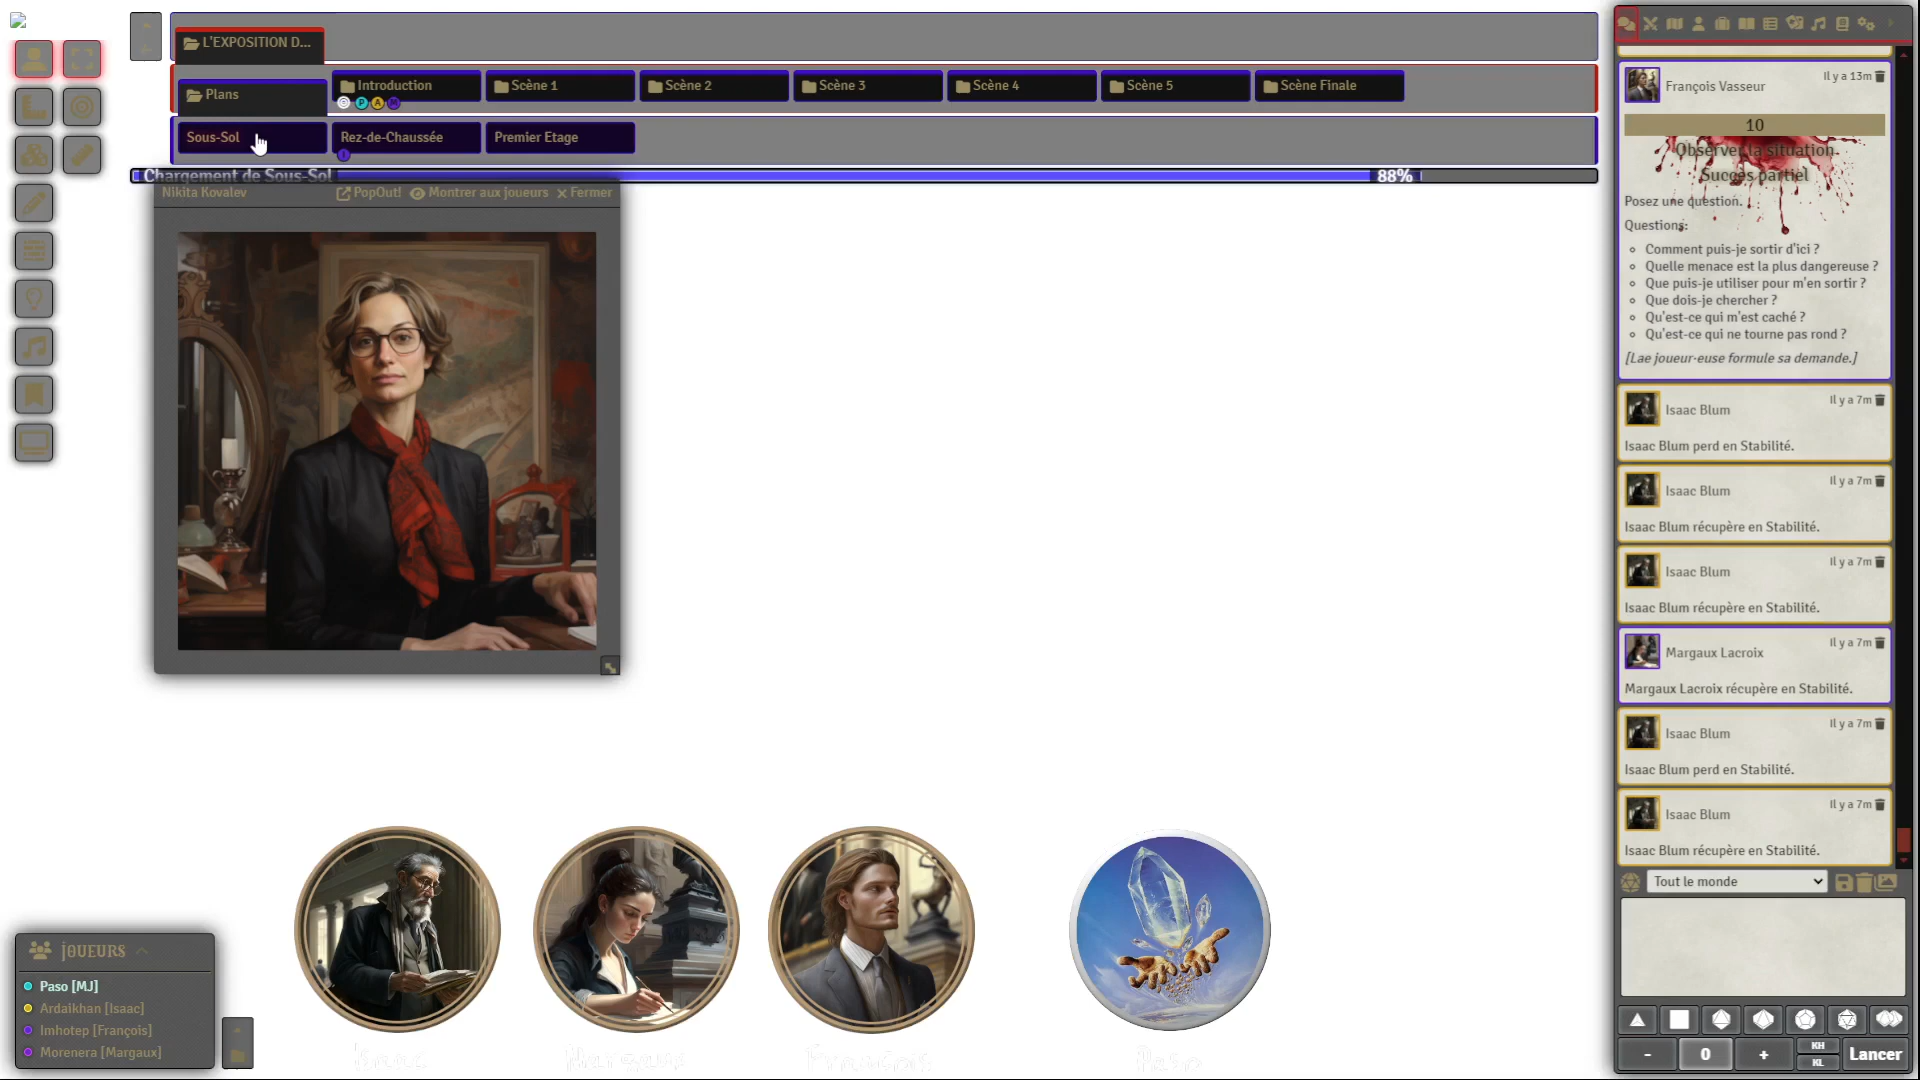 L'EXPOSITION D...
Plans
Introduction
Scène 1
Scène 2
Scène 3
Scène 4
Scène 5
Scène Finale
P A M
Sous-Sol
Rez-de-Chaussée
Premier Etage
I
Chargement de Sous-Sol
88%
Nikita Kovalev
PopOut!
Montrer aux joueurs
Fermer
Isaac
Margaux
François
Paso
JOUEURS
Paso [MJ]
Ardaikhan [Isaac]
Imhotep [François]
Morenera [Margaux]
François Vasseur
Il y a 13m
10
Observer la situation
Succès partiel
Posez une question.
Questions:
Comment puis-je sortir d'ici ?
Quelle menace est la plus dangereuse ?
Que puis-je utiliser pour m'en sortir ?
Que dois-je chercher ?
Qu'est-ce qui m'est caché ?
Qu'est-ce qui ne tourne pas rond ?
[Lae joueur·euse formule sa demande.]
Isaac Blum
Il y a 7m
Isaac Blum perd en Stabilité.
Isaac Blum
Il y a 7m
Isaac Blum récupère en Stabilité.
Isaac Blum
Il y a 7m
Isaac Blum récupère en Stabilité.
Margaux Lacroix
Il y a 7m
Margaux Lacroix récupère en Stabilité.
Isaac Blum
Il y a 7m
Isaac Blum perd en Stabilité.
Isaac Blum
Il y a 7m
Isaac Blum récupère en Stabilité.
Tout le monde
- 0 +
KH
KL
Lancer